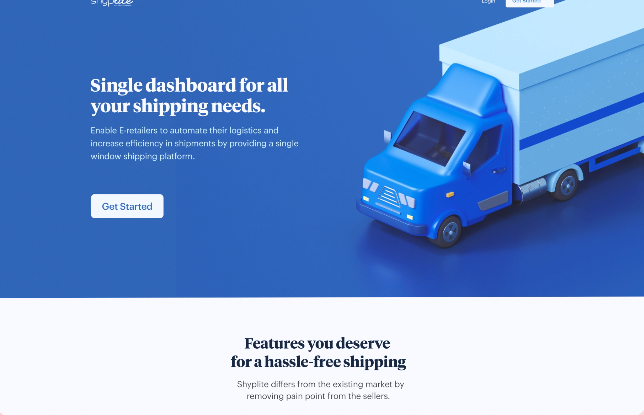 Shyplite
Login
Get Started
Single dashboard for all
your shipping needs.
Enable E-retailers to automate their logistics and
increase efficiency in shipments by providing a single
window shipping platform.
Get Started
Features you deserve
for a hassle-free shipping
Shyplite differs from the existing market by
removing pain point from the sellers.